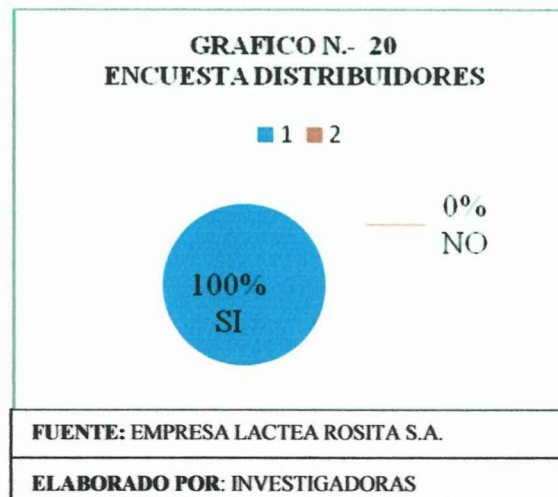 GRAFICO N.- 20
ENCUESTA DISTRIBUIDORES
1 2
0%
NO
100%
SI
FUENTE: EMPRESA LACTEA ROSITA S.A.
ELABORADO POR: INVESTIGADORAS